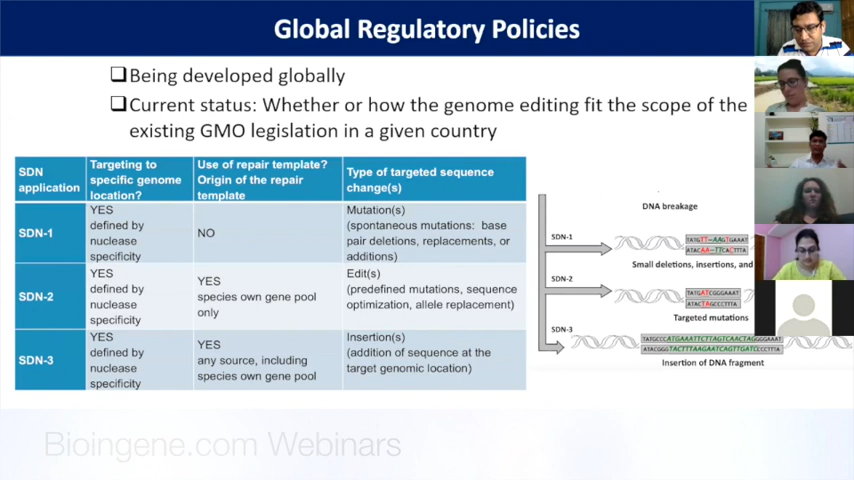 Global Regulatory Policies
❑Being developed globally
❑Current status: Whether or how the genome editing fit the scope of the
existing GMO legislation in a given country
SDN
application
Targeting to
specific genome
location?
Use of repair template?
Origin of the repair
template
Type of targeted sequence
change(s)
SDN-1
YES
defined by
nuclease
specificity
NO
Mutation(s)
(spontaneous mutations: base
pair deletions, replacements, or
additions)
SDN-2
YES
defined by
nuclease
specificity
YES
species own gene pool
only
Edit(s)
(predefined mutations, sequence
optimization, allele replacement)
SDN-3
YES
defined by
nuclease
specificity
YES
any source, including
species own gene pool
Insertion(s)
(addition of sequence at the
target genomic location)
DNA breakage
SDN-1
TATGTT--AAGTGAAAT
ATACAA--TTCACTTTA
Small deletions, insertions, and
SDN-2
TATGGATCGGGAAAT
ATACTAGCCCTTTA
Targeted mutations
SDN-3
Insertion of DNA fragment
Bioingene.com Webinars